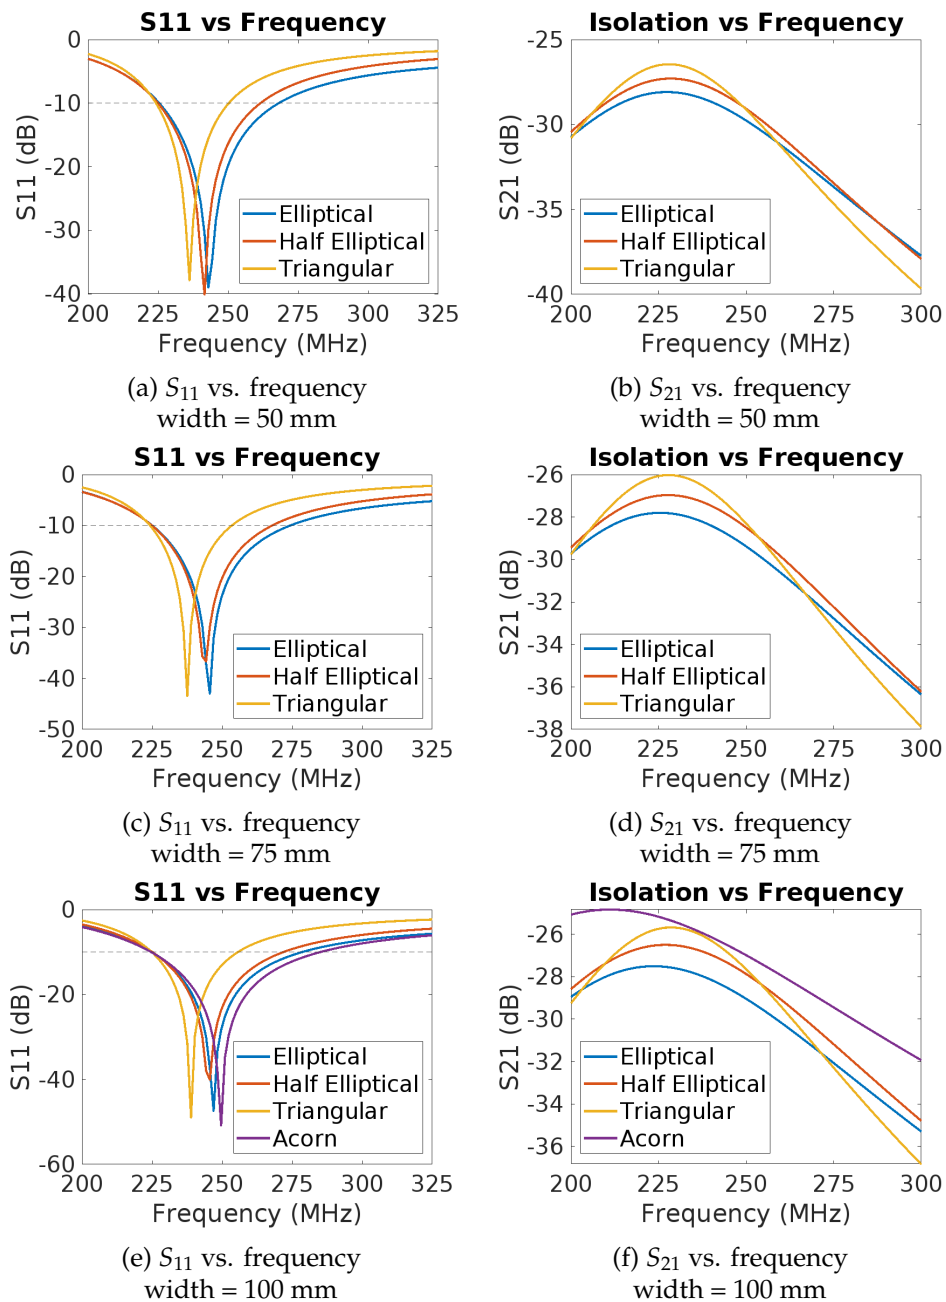 S11 vs Frequency
0
-10
-20
-30
-40
S11 (dB)
Elliptical
Half Elliptical
Triangular
200 225 250 275 300 325
Frequency (MHz)
(a) S11 vs. frequency
width = 50 mm
Isolation vs Frequency
-25
-30
-35
-40
S21 (dB)
Elliptical
Half Elliptical
Triangular
200 225 250 275 300
Frequency (MHz)
(b) S21 vs. frequency
width = 50 mm
S11 vs Frequency
0
-10
-20
-30
-40
-50
S11 (dB)
Elliptical
Half Elliptical
Triangular
200 225 250 275 300 325
Frequency (MHz)
(c) S11 vs. frequency
width = 75 mm
Isolation vs Frequency
-26
-28
-30
-32
-34
-36
-38
S21 (dB)
Elliptical
Half Elliptical
Triangular
200 225 250 275 300
Frequency (MHz)
(d) S21 vs. frequency
width = 75 mm
S11 vs Frequency
0
-20
-40
-60
S11 (dB)
Elliptical
Half Elliptical
Triangular
Acorn
200 225 250 275 300 325
Frequency (MHz)
(e) S11 vs. frequency
width = 100 mm
Isolation vs Frequency
-26
-28
-30
-32
-34
-36
S21 (dB)
Elliptical
Half Elliptical
Triangular
Acorn
200 225 250 275 300
Frequency (MHz)
(f) S21 vs. frequency
width = 100 mm